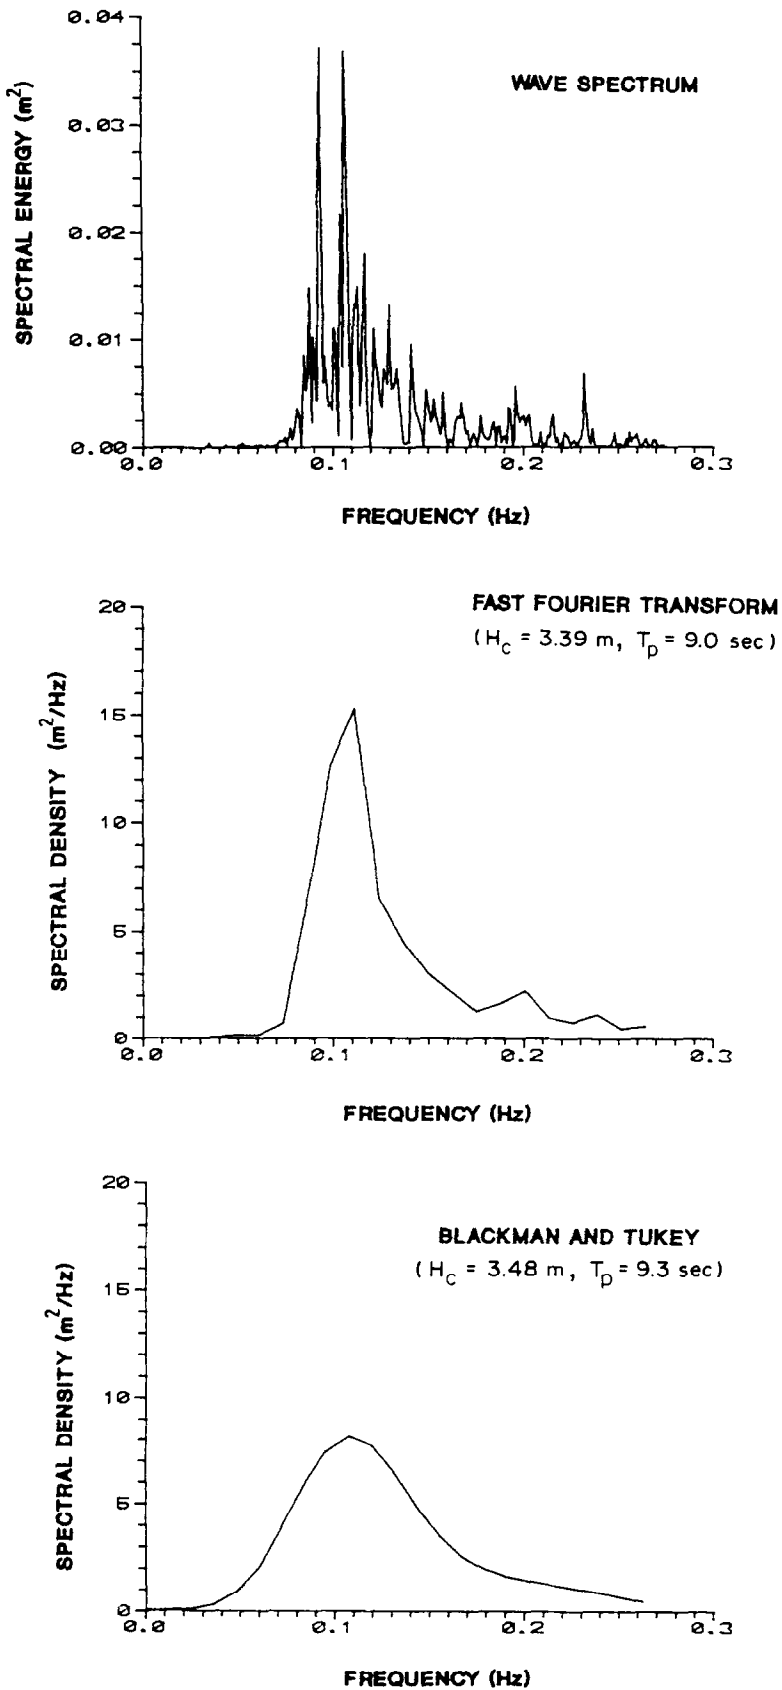 0.04
WAVE SPECTRUM
0.03
SPECTRAL ENERGY (m²)
0.02
0.01
0.00
0.0 0.1 0.2 0.3
FREQUENCY (Hz)
FAST FOURIER TRANSFORM
(Hc = 3.39 m, Tp = 9.0 sec)
20
15
SPECTRAL DENSITY (m²/Hz)
10
5
0
0.0 0.1 0.2 0.3
FREQUENCY (Hz)
20
BLACKMAN AND TUKEY
(Hc = 3.48 m, Tp = 9.3 sec)
15
SPECTRAL DENSITY (m²/Hz)
10
5
0
0.0 0.1 0.2 0.3
FREQUENCY (Hz)